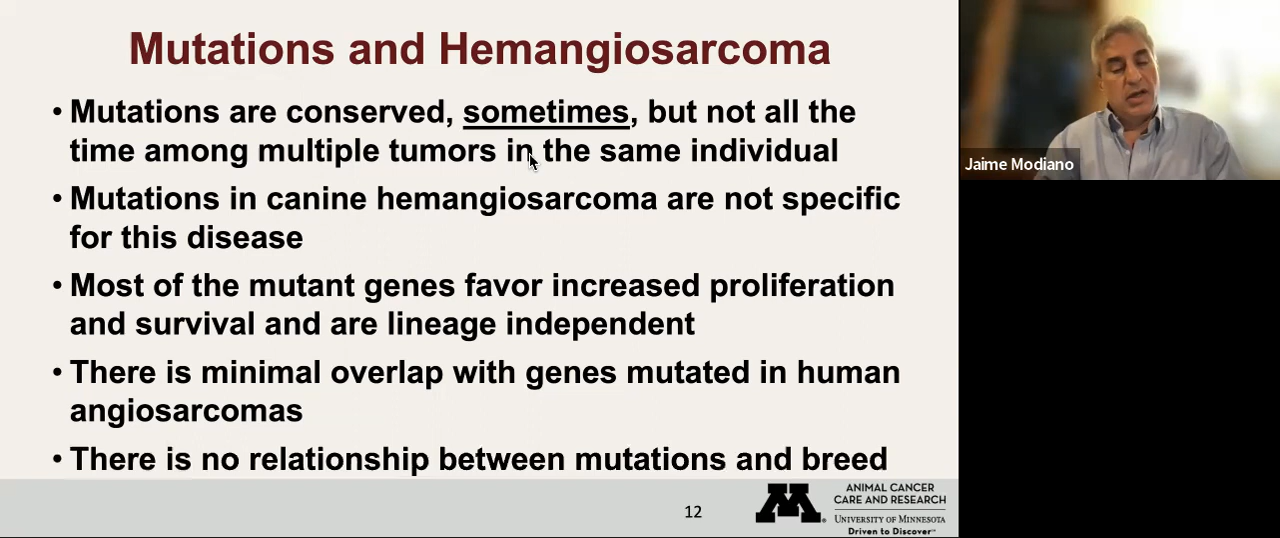 Mutations and Hemangiosarcoma
• Mutations are conserved, sometimes, but not all the
time among multiple tumors in the same individual
• Mutations in canine hemangiosarcoma are not specific
for this disease
• Most of the mutant genes favor increased proliferation
and survival and are lineage independent
• There is minimal overlap with genes mutated in human
angiosarcomas
• There is no relationship between mutations and breed
12
M
ANIMAL CANCER
CARE AND RESEARCH
UNIVERSITY OF MINNESOTA
Driven to Discover℠
Jaime Modiano